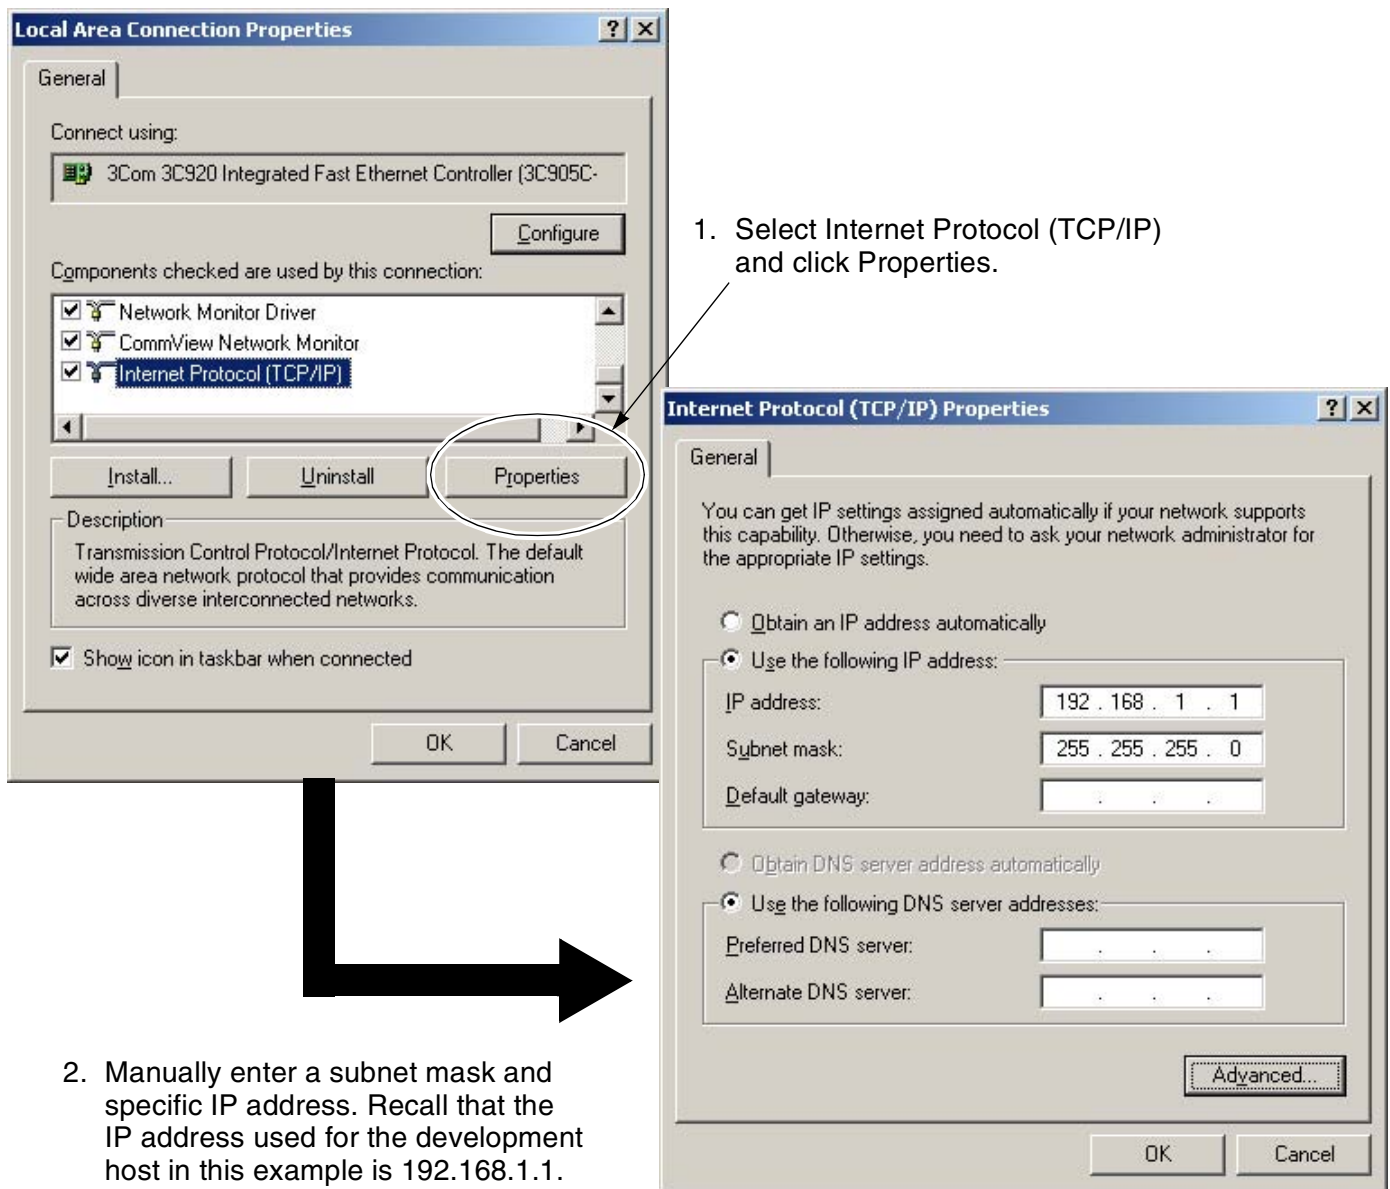 Local Area Connection Properties
General
Connect using:
3Com 3C920 Integrated Fast Ethernet Controller (3C905C-
Configure
Components checked are used by this connection:
Network Monitor Driver
CommView Network Monitor
Internet Protocol (TCP/IP)
Install...
Uninstall
Properties
Description
Transmission Control Protocol/Internet Protocol. The default
wide area network protocol that provides communication
across diverse interconnected networks.
Show icon in taskbar when connected
OK
Cancel
1. Select Internet Protocol (TCP/IP)
and click Properties.
Internet Protocol (TCP/IP) Properties
General
You can get IP settings assigned automatically if your network supports
this capability. Otherwise, you need to ask your network administrator for
the appropriate IP settings.
Obtain an IP address automatically
Use the following IP address:
IP address:
192 . 168 . 1 . 1
Subnet mask:
255 . 255 . 255 . 0
Default gateway:
. . .
Obtain DNS server address automatically
Use the following DNS server addresses:
Preferred DNS server:
. . .
Alternate DNS server:
. . .
Advanced...
OK
Cancel
2. Manually enter a subnet mask and
specific IP address. Recall that the
IP address used for the development
host in this example is 192.168.1.1.